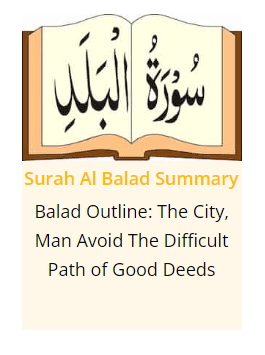 سُورَةُ الْبَلَدِ
Surah Al Balad Summary
Balad Outline: The City,
Man Avoid The Difficult
Path of Good Deeds